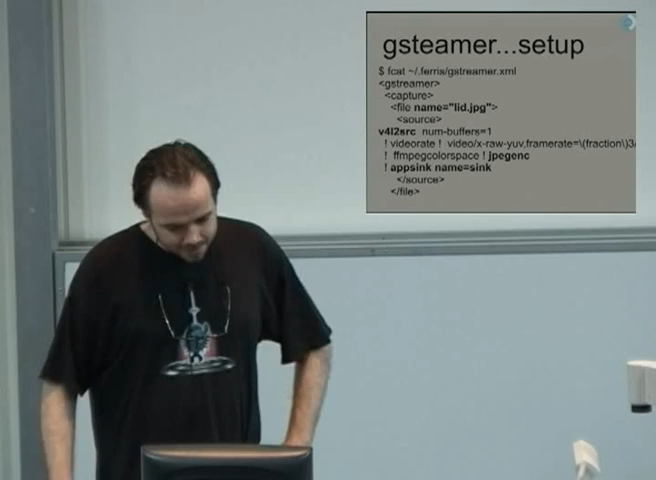 gsteamer...setup
$ fcat ~/.ferris/gstreamer.xml
<gstreamer>
<capture>
<file name="lid.jpg">
<source>
v4l2src num-buffers=1
! videorate ! video/x-raw-yuv,framerate=\(fraction\)3/
! ffmpegcolorspace ! jpegenc
! appsink name=sink
</source>
</file>